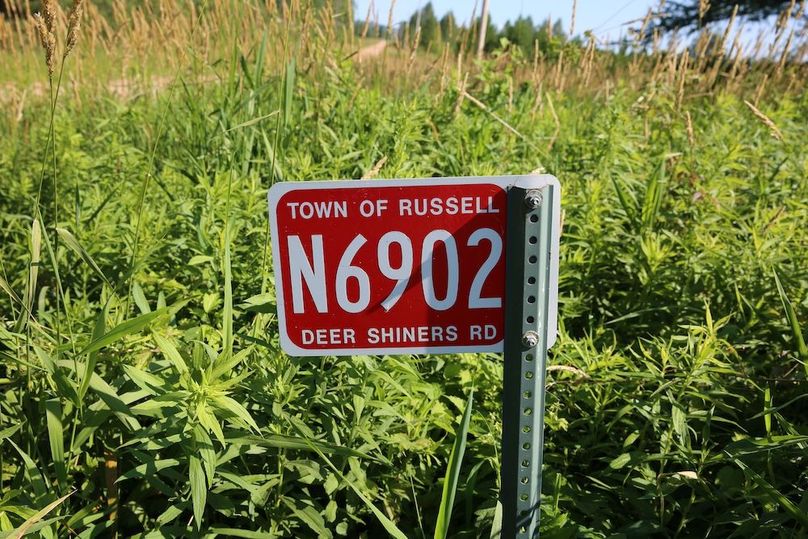 TOWN OF RUSSELL
N6902
DEER SHINERS RD